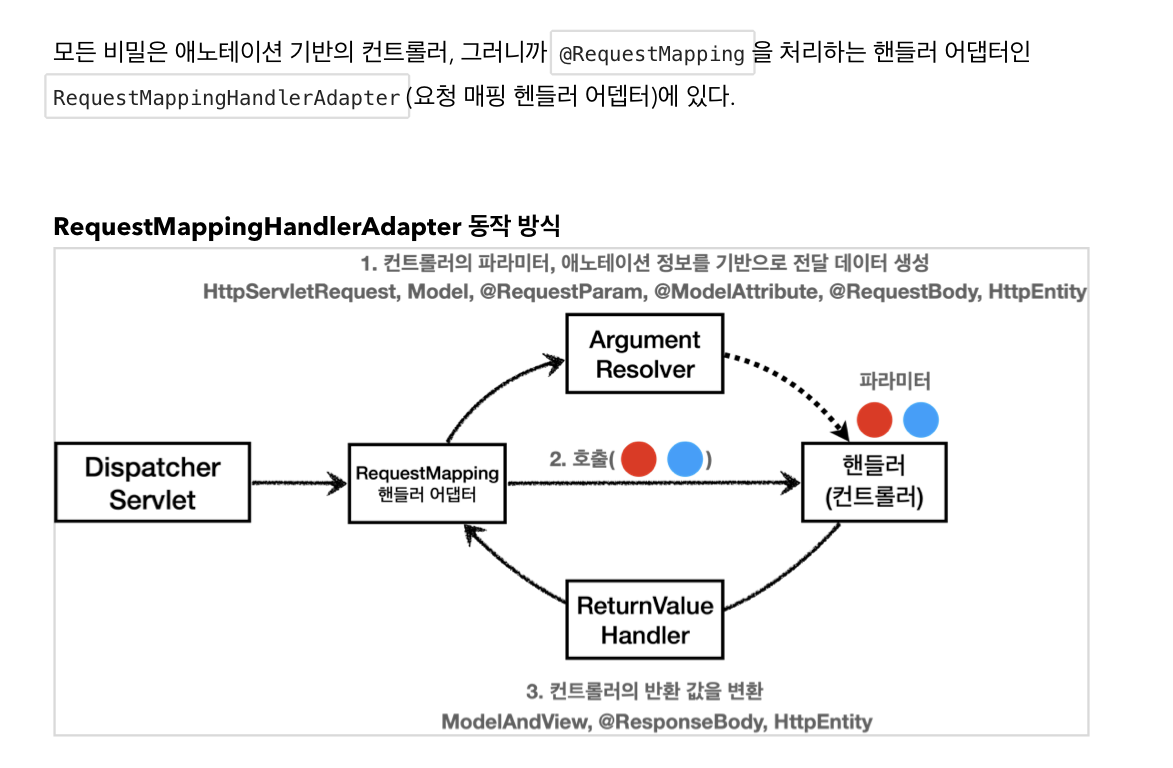 모든 비밀은 애노테이션 기반의 컨트롤러, 그러니까 @RequestMapping 을 처리하는 핸들러 어댑터인
RequestMappingHandlerAdapter (요청 매핑 헨들러 어뎁터)에 있다.
RequestMappingHandlerAdapter 동작 방식
1. 컨트롤러의 파라미터, 애노테이션 정보를 기반으로 전달 데이터 생성
HttpServletRequest, Model, @RequestParam, @ModelAttribute, @RequestBody, HttpEntity
Argument
Resolver
파라미터
Dispatcher
Servlet
RequestMapping
핸들러 어댑터
2. 호출( )
핸들러
(컨트롤러)
ReturnValue
Handler
3. 컨트롤러의 반환 값을 변환
ModelAndView, @ResponseBody, HttpEntity